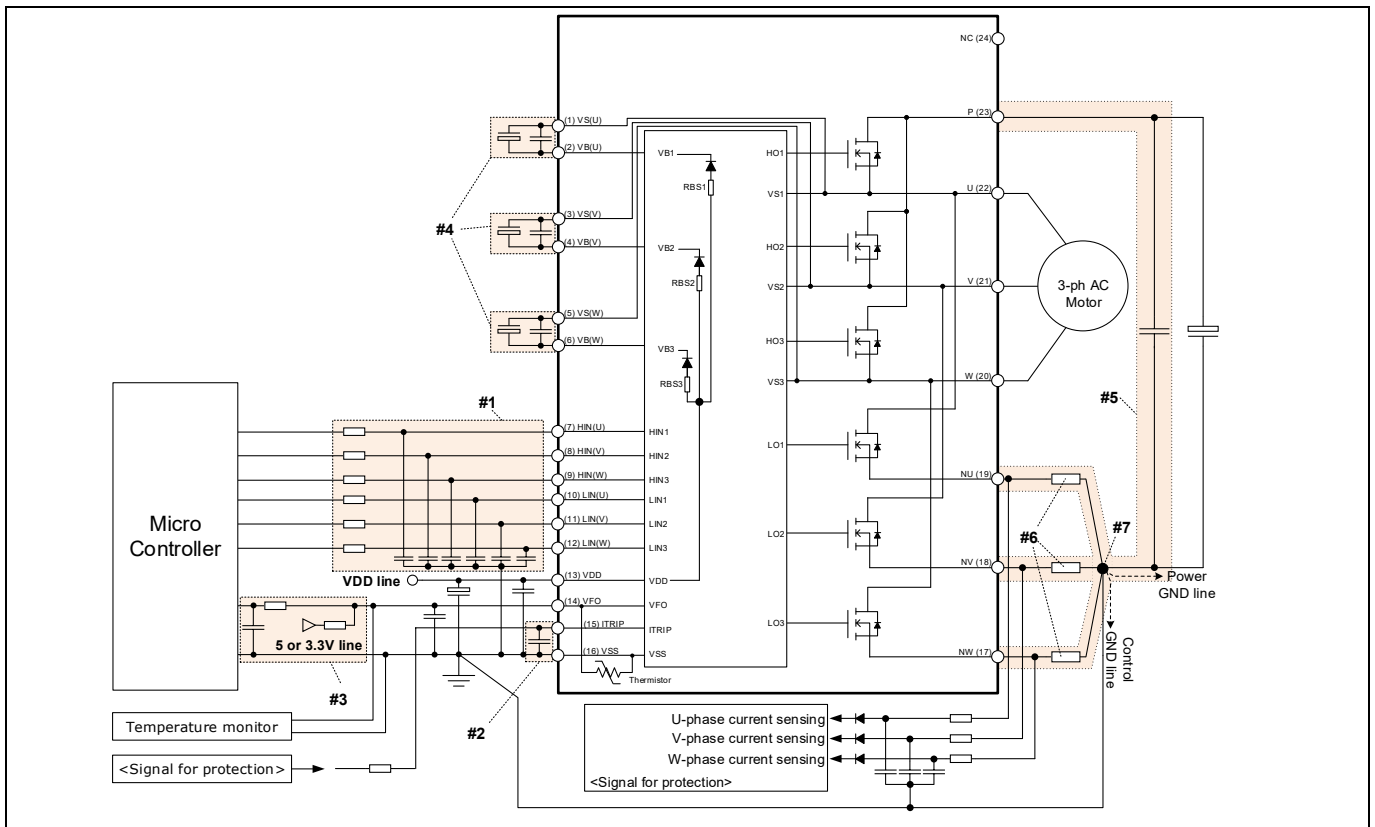 NC (24)
P (23)
(1) VS(U)
(2) VB(U)
VB1
RBS1
HO1
VS1
U (22)
(3) VS(V)
(4) VB(V)
#4
VB2
RBS2
HO2
VS2
V (21)
3-ph AC
Motor
(5) VS(W)
(6) VB(W)
VB3
RBS3
HO3
VS3
W (20)
#5
#1
Micro
Controller
(7) HIN(U)
HIN1
(8) HIN(V)
HIN2
(9) HIN(W)
HIN3
(10) LIN(U)
LIN1
(11) LIN(V)
LIN2
(12) LIN(W)
LIN3
LO1
NU (19)
LO2
NV (18)
#6
#7
Power
GND line
Control
GND line
VDD line
(13) VDD
VDD
(14) VFO
VFO
(15) ITRIP
ITRIP
(16) VSS
VSS
Thermistor
LO3
NW (17)
5 or 3.3V line
#3
#2
Temperature monitor
<Signal for protection>
U-phase current sensing
V-phase current sensing
W-phase current sensing
<Signal for protection>